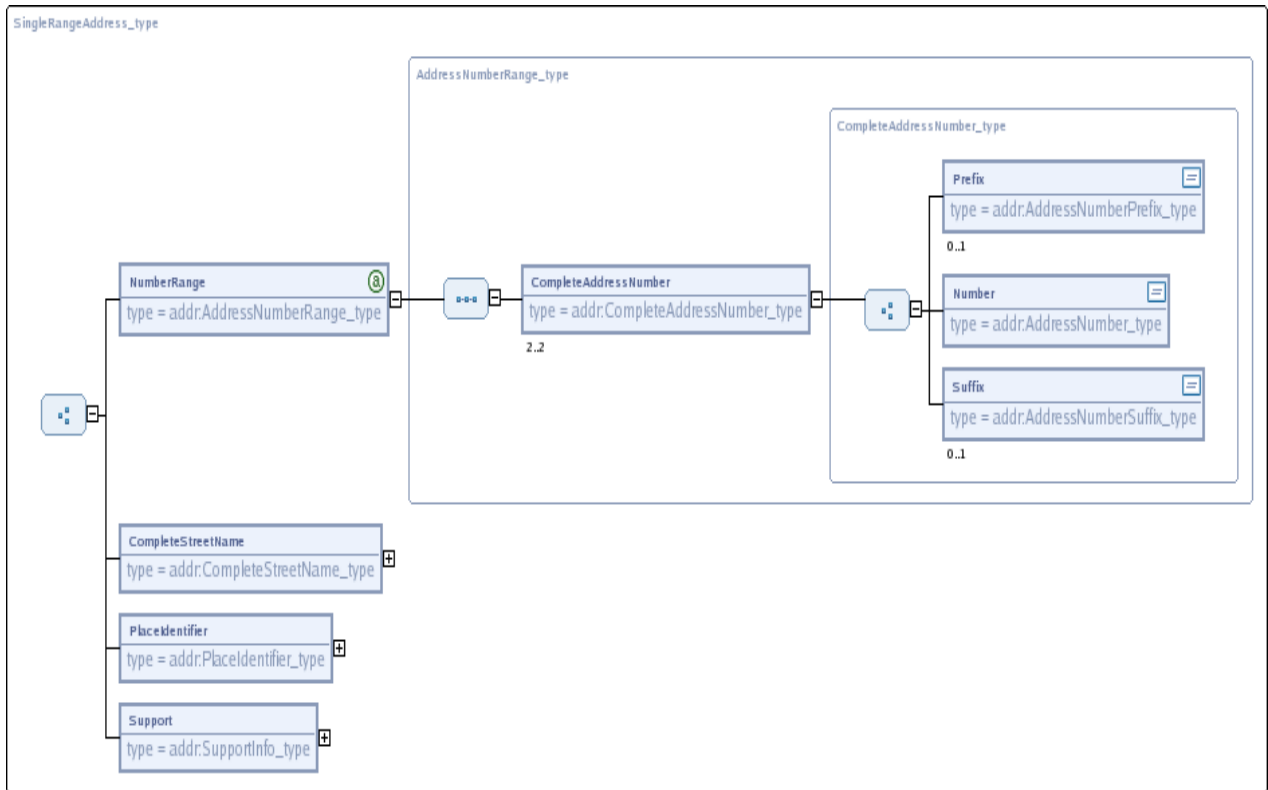 SingleRangeAddress_type
AddressNumberRange_type
CompleteAddressNumber_type
Prefix
type = addr:AddressNumberPrefix_type
0..1
NumberRange
a
type = addr:AddressNumberRange_type
CompleteAddressNumber
type = addr:CompleteAddressNumber_type
2..2
Number
type = addr:AddressNumber_type
Suffix
type = addr:AddressNumberSuffix_type
0..1
CompleteStreetName
type = addr:CompleteStreetName_type
PlaceIdentifier
type = addr:PlaceIdentifier_type
Support
type = addr:SupportInfo_type